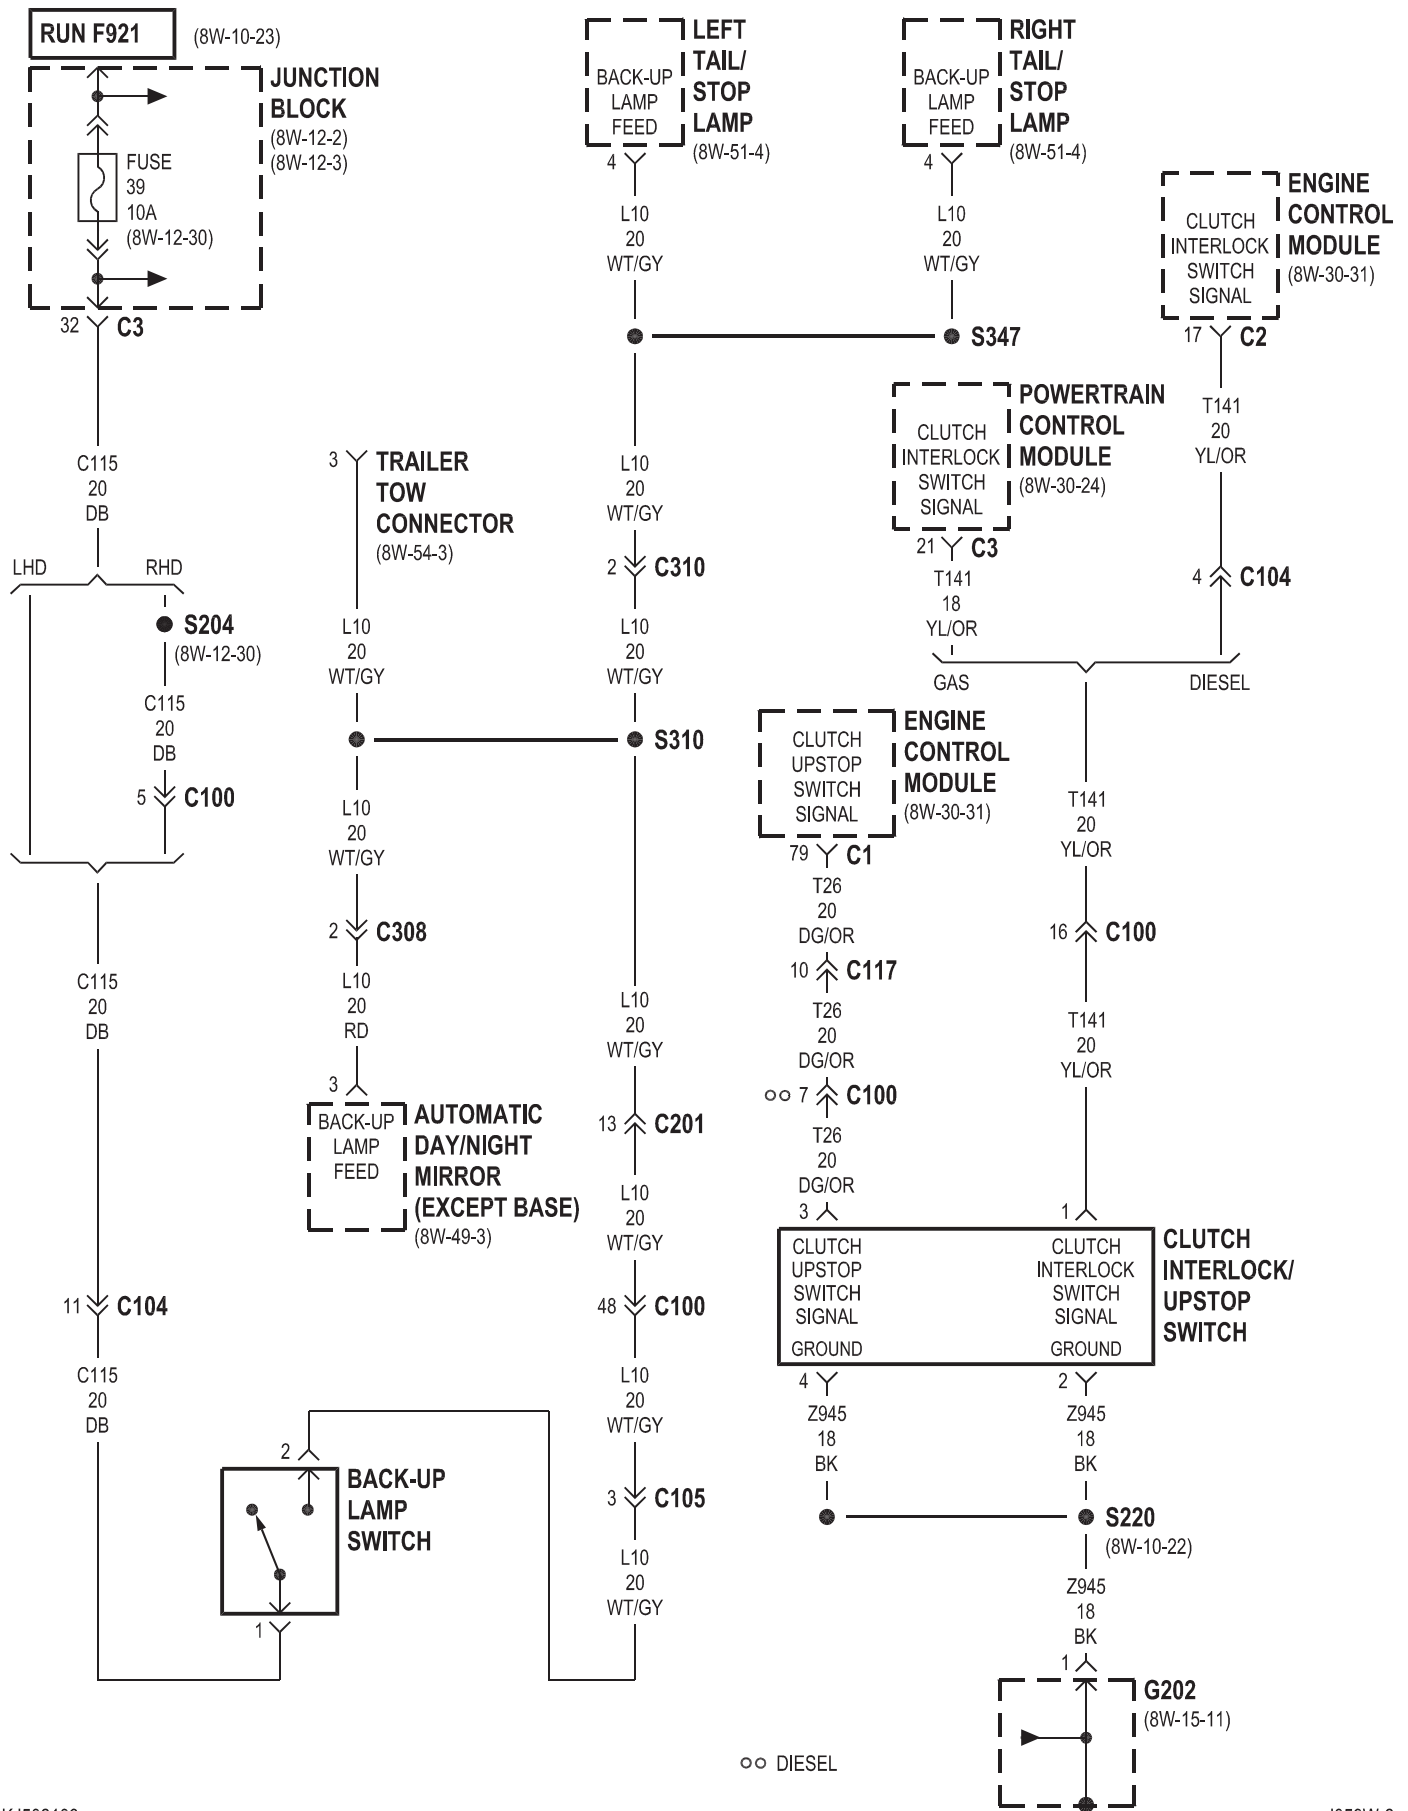 RUN F921
(8W-10-23)
JUNCTION
BLOCK
(8W-12-2)
(8W-12-3)
FUSE
39
10A
(8W-12-30)
32
C3
C115
20
DB
LHD
RHD
S204
(8W-12-30)
C115
20
DB
5
C100
C115
20
DB
11
C104
C115
20
DB
2
BACK-UP
LAMP
SWITCH
1
3
TRAILER
TOW
CONNECTOR
(8W-54-3)
L10
20
WT/GY
L10
20
WT/GY
2
C308
L10
20
RD
3
BACK-UP
LAMP
FEED
AUTOMATIC
DAY/NIGHT
MIRROR
(EXCEPT BASE)
(8W-49-3)
BACK-UP
LAMP
FEED
LEFT
TAIL/
STOP
LAMP
(8W-51-4)
4
L10
20
WT/GY
BACK-UP
LAMP
FEED
RIGHT
TAIL/
STOP
LAMP
(8W-51-4)
4
L10
20
WT/GY
S347
L10
20
WT/GY
2
C310
L10
20
WT/GY
S310
L10
20
WT/GY
13
C201
L10
20
WT/GY
48
C100
L10
20
WT/GY
3
C105
L10
20
WT/GY
CLUTCH
INTERLOCK
SWITCH
SIGNAL
ENGINE
CONTROL
MODULE
(8W-30-31)
17
C2
T141
20
YL/OR
4
C104
CLUTCH
INTERLOCK
SWITCH
SIGNAL
POWERTRAIN
CONTROL
MODULE
(8W-30-24)
21
C3
T141
18
YL/OR
GAS
DIESEL
CLUTCH
UPSTOP
SWITCH
SIGNAL
ENGINE
CONTROL
MODULE
(8W-30-31)
79
C1
T26
20
DG/OR
10
C117
T26
20
DG/OR
7
C100
T26
20
DG/OR
3
T141
20
YL/OR
16
C100
T141
20
YL/OR
1
CLUTCH
UPSTOP
SWITCH
SIGNAL
GROUND
CLUTCH
INTERLOCK
SWITCH
SIGNAL
GROUND
CLUTCH
INTERLOCK/
UPSTOP
SWITCH
4
Z945
18
BK
2
Z945
18
BK
S220
(8W-10-22)
Z945
18
BK
1
G202
(8W-15-11)
DIESEL